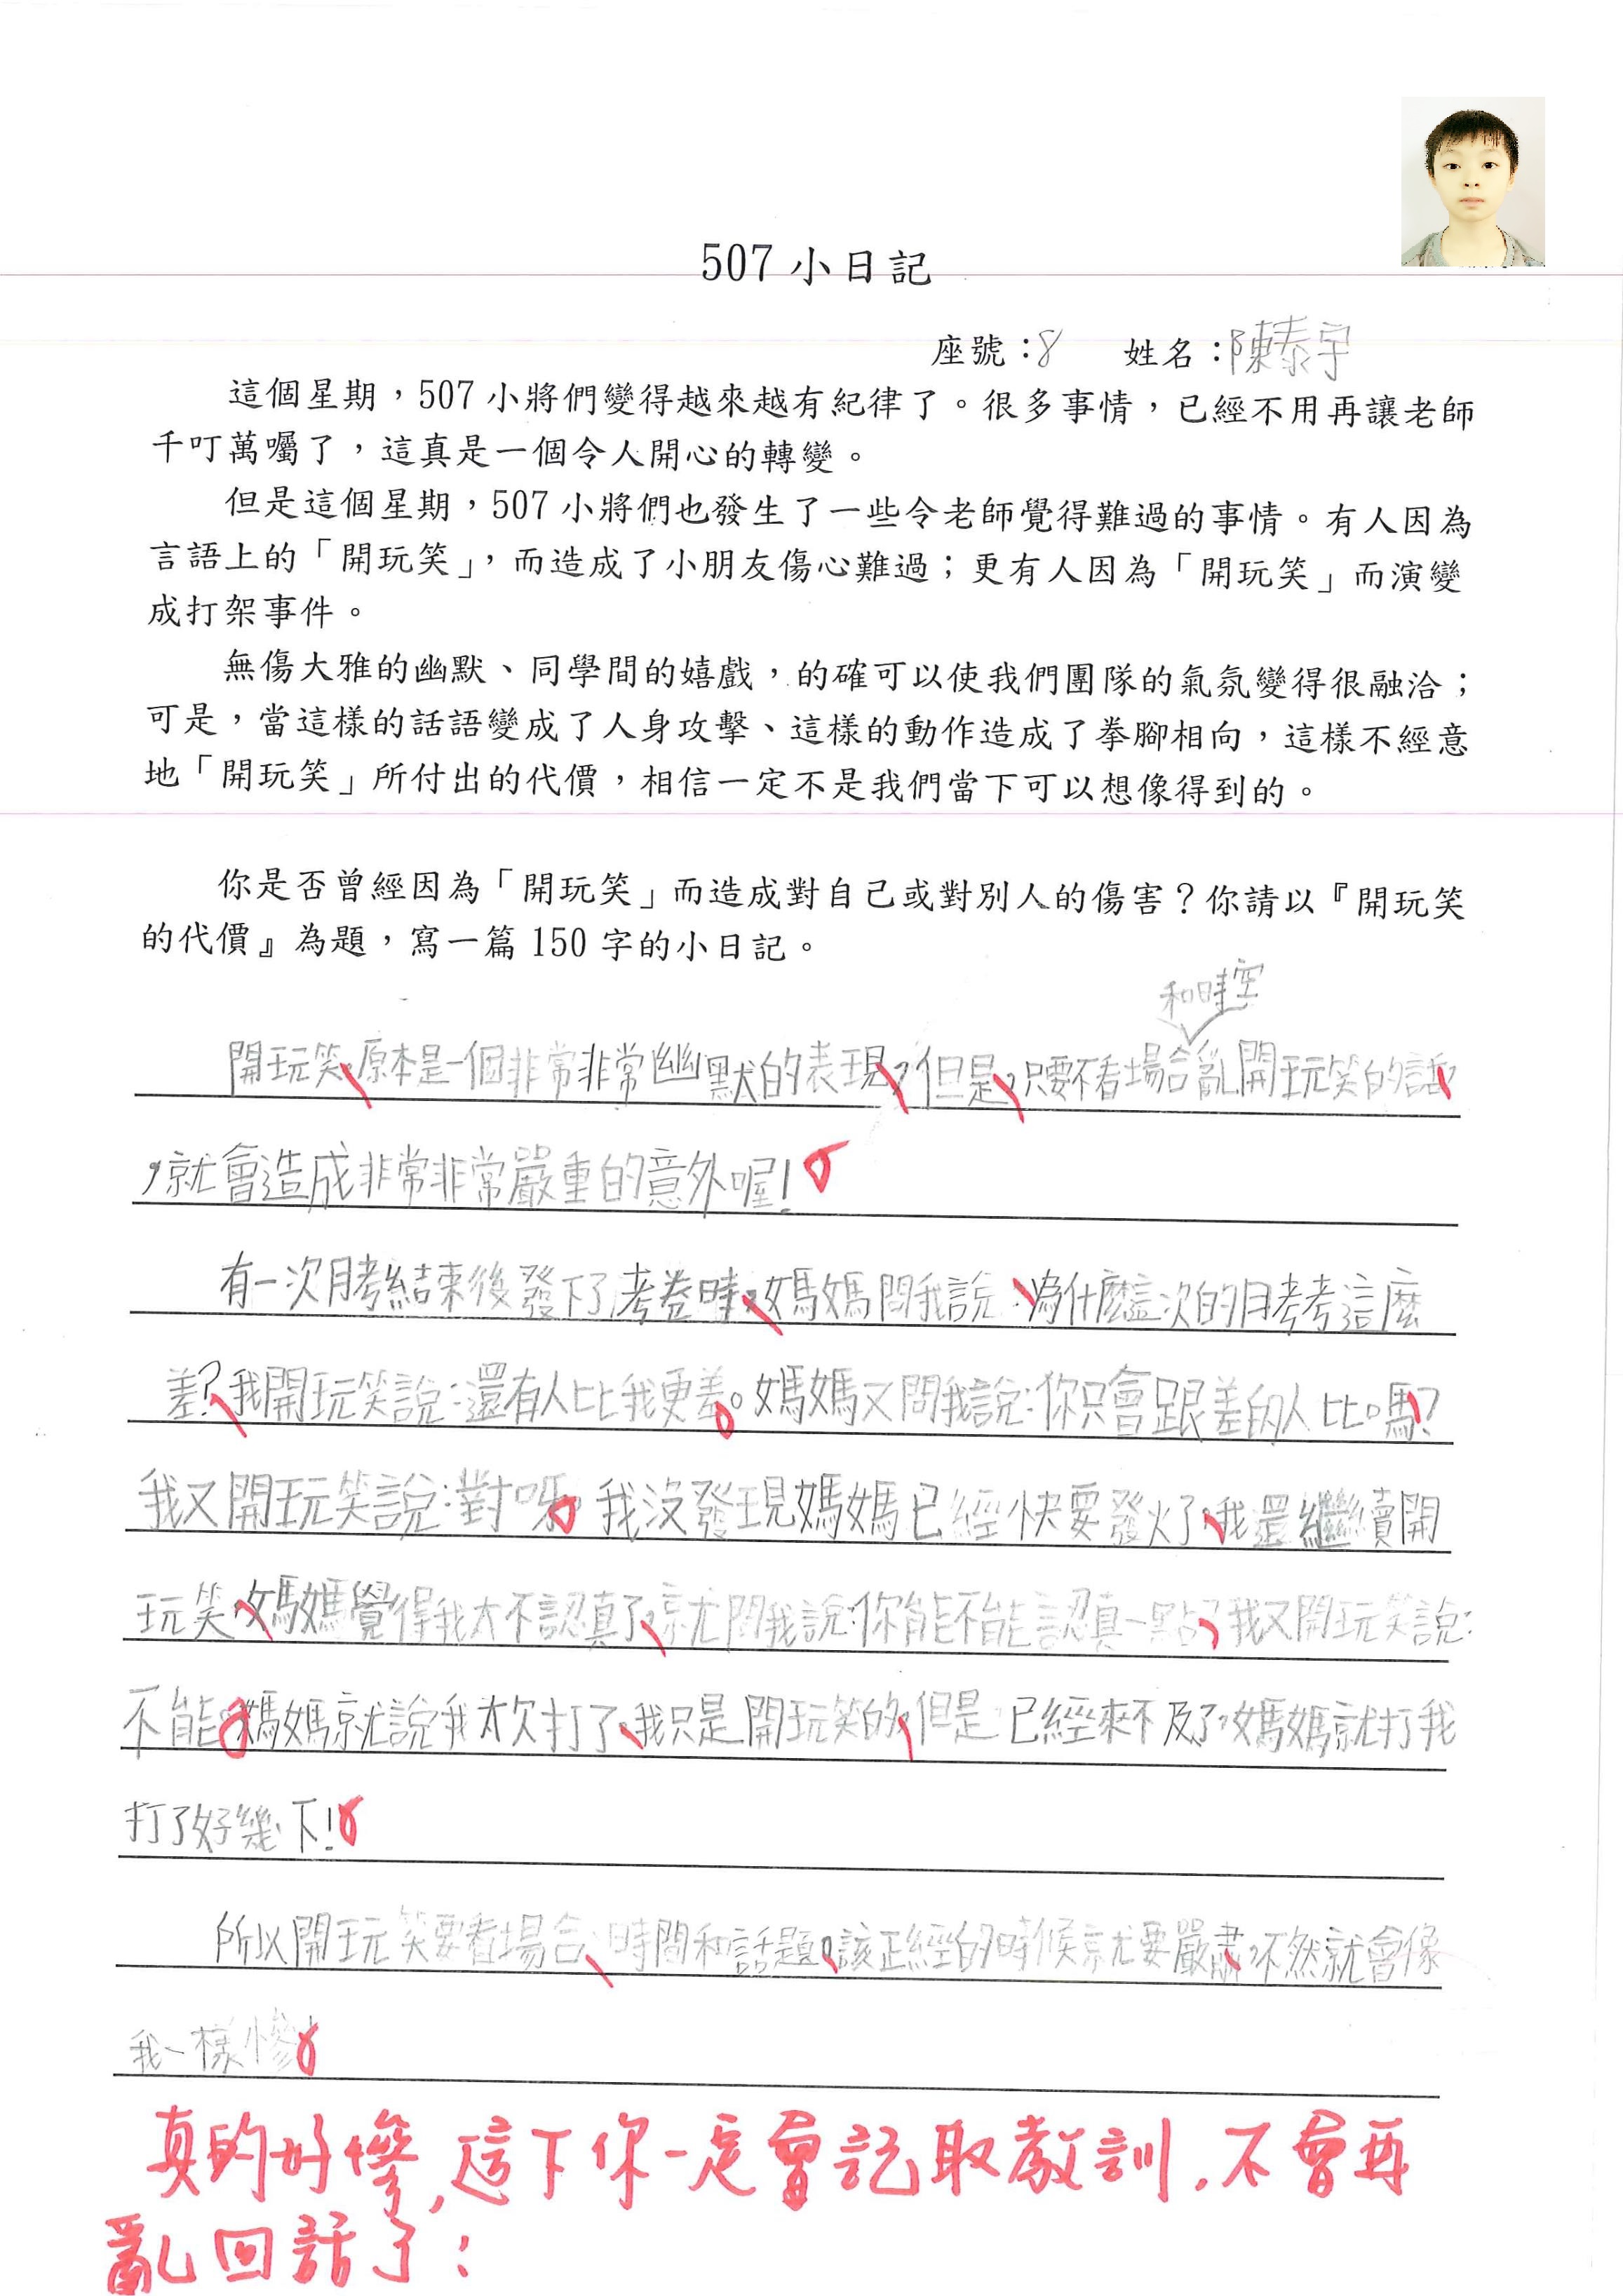 507 小日記
座號：8　姓名：陳泰宇
這個星期，507 小將們變得越來越有紀律了。很多事情，已經不用再讓老師
千叮萬囑了，這真是一個令人開心的轉變。
但是這個星期，507 小將們也發生了一些令老師覺得難過的事情。有人因為
言語上的「開玩笑」，而造成了小朋友傷心難過；更有人因為「開玩笑」而演變
成打架事件。
無傷大雅的幽默、同學間的嬉戲，的確可以使我們團隊的氣氛變得很融洽；
可是，當這樣的話語變成了人身攻擊、這樣的動作造成了拳腳相向，這樣不經意
地「開玩笑」所付出的代價，相信一定不是我們當下可以想像得到的。
你是否曾經因為「開玩笑」而造成對自己或對別人的傷害？你請以『開玩笑
的代價』為題，寫一篇 150 字的小日記。
和時空
開玩笑，原本是一個非常非常幽默的表現，但是，只要不看場合亂開玩笑的話
，就會造成非常非常嚴重的意外喔！
有一次月考結束後發下了考卷時，媽媽問我說：為什麼這次的月考考這麼
差？我開玩笑說：還有人比我更差。媽媽又問我說：你只會跟差的人比嗎？
我又開玩笑說：對呀。我沒發現媽媽已經快要發火了，我還繼續開
玩笑，媽媽覺得我太不認真了，就問我說：你能不能認真一點？我又開玩笑說：
不能。媽媽就說我太欠打了，我只是開玩笑的，但是已經來不及了，媽媽就打我
打了好幾下！
所以開玩笑要看場合、時間和話題，該正經的時候就要嚴肅，不然就會像
我一樣慘！
真的好慘，這下你一定會記取教訓，不會再
亂回話了！